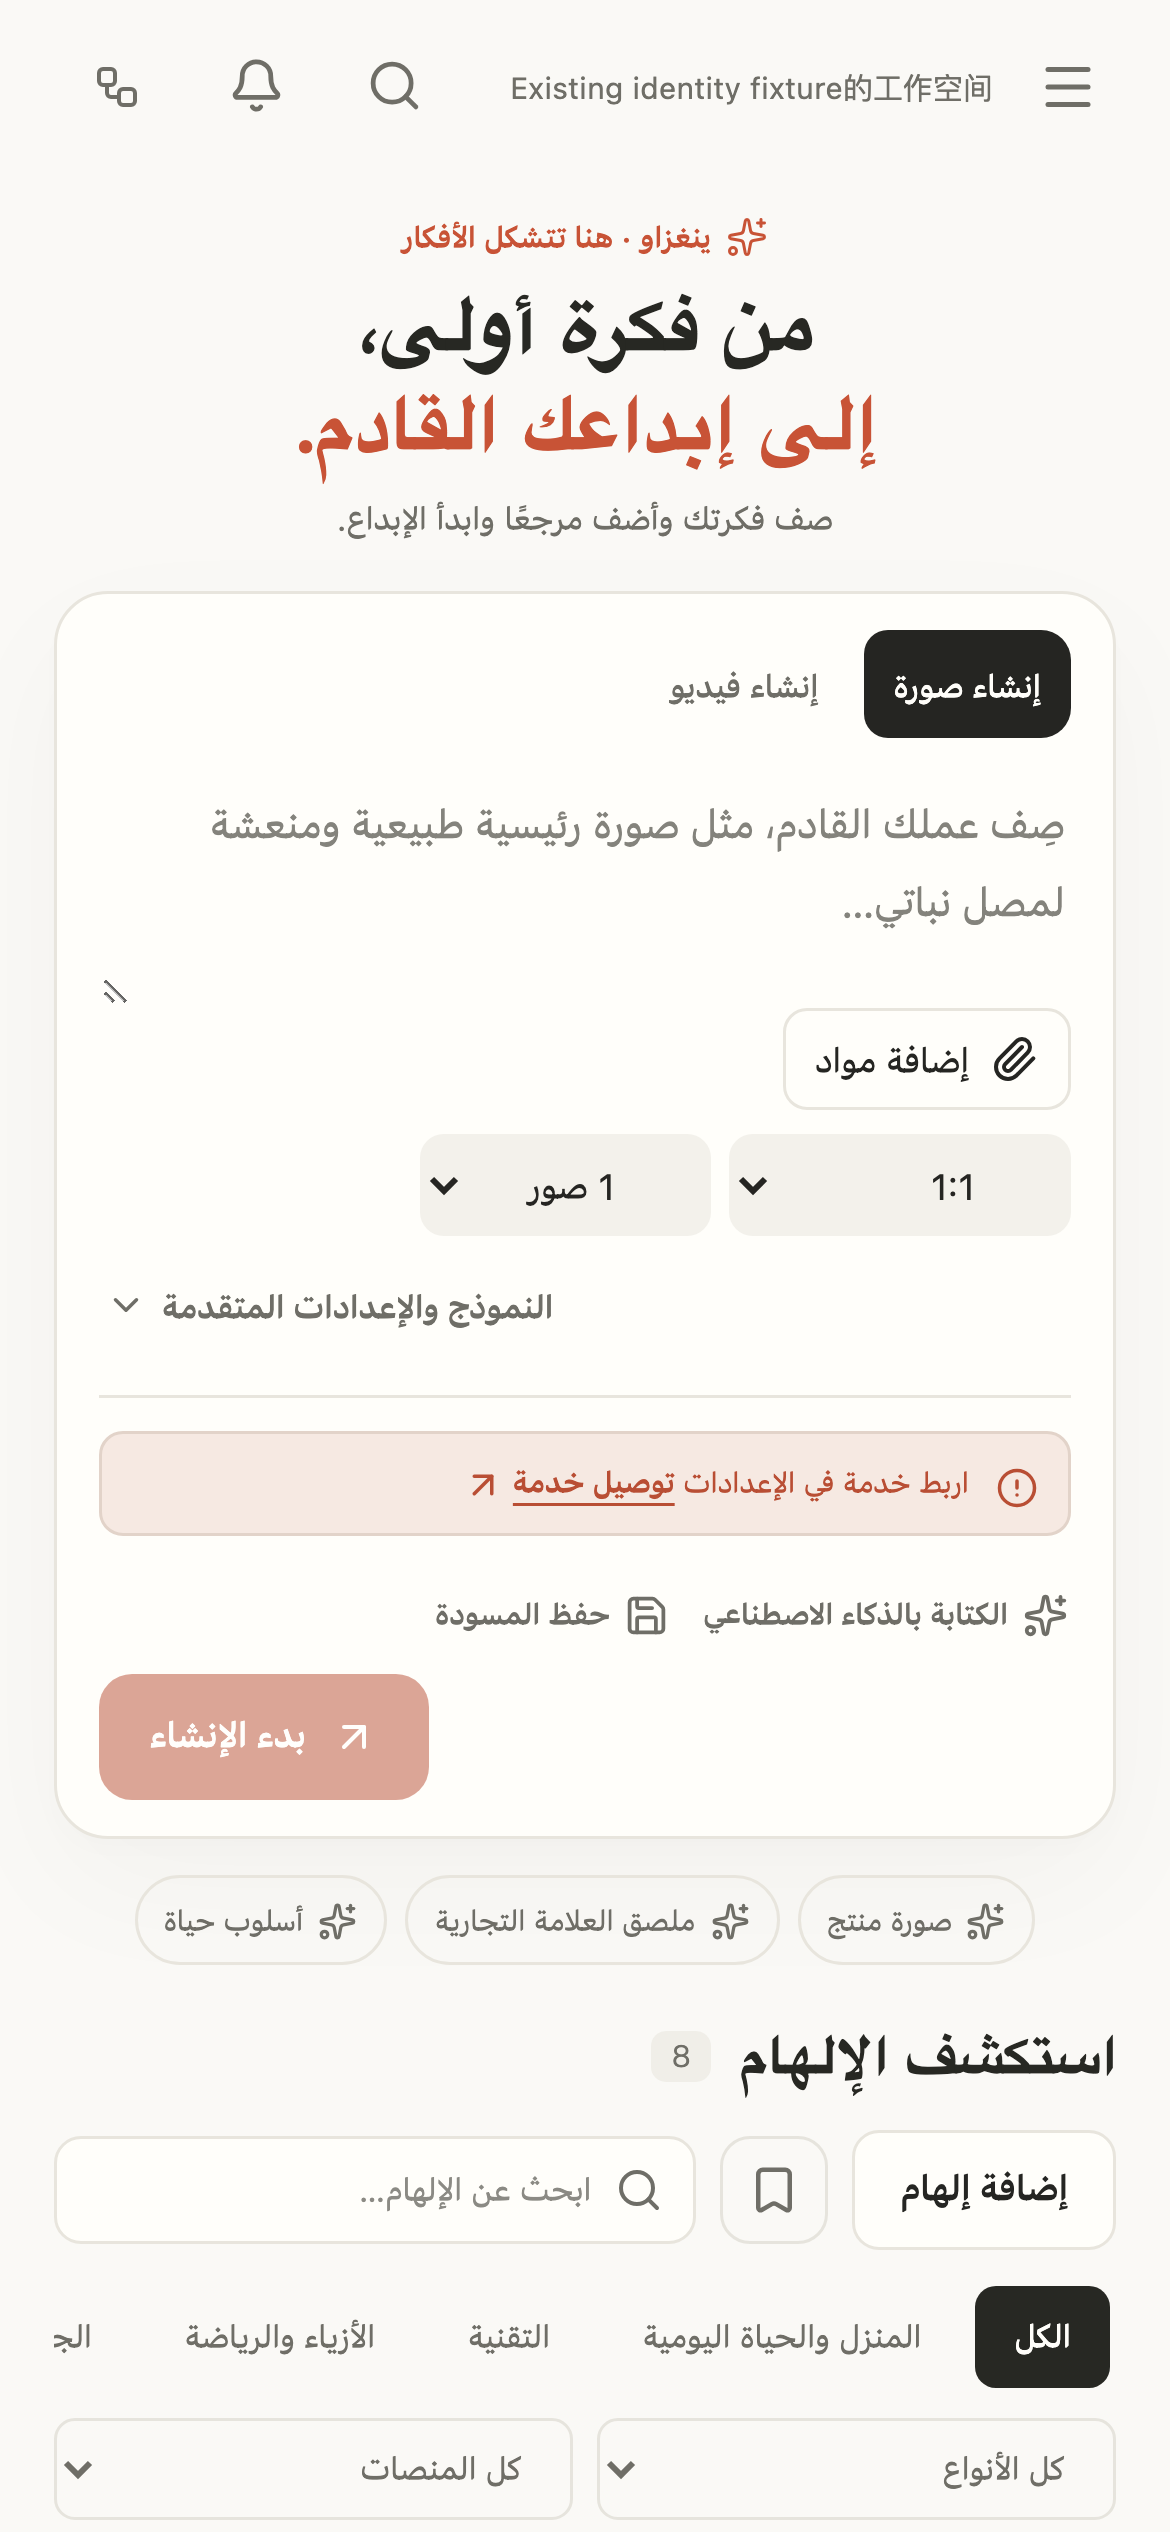 Existing identity fixture的工作空间
ينغزاو · هنا تتشكل الأفكار
من فكرة أولى،
إلى إبداعك القادم.
صف فكرتك وأضف مرجعًا وابدأ الإبداع.
إنشاء صورة
إنشاء فيديو
صِف عملك القادم، مثل صورة رئيسية طبيعية ومنعشة
لمصل نباتي...
إضافة مواد
1:1
1 صور
النموذج والإعدادات المتقدمة
اربط خدمة في الإعدادات توصيل خدمة
الكتابة بالذكاء الاصطناعي
حفظ المسودة
بدء الإنشاء
صورة منتج
ملصق العلامة التجارية
أسلوب حياة
استكشف الإلهام
8
إضافة إلهام
ابحث عن الإلهام...
الكل
المنزل والحياة اليومية
التقنية
الأزياء والرياضة
الج
كل الأنواع
كل المنصات